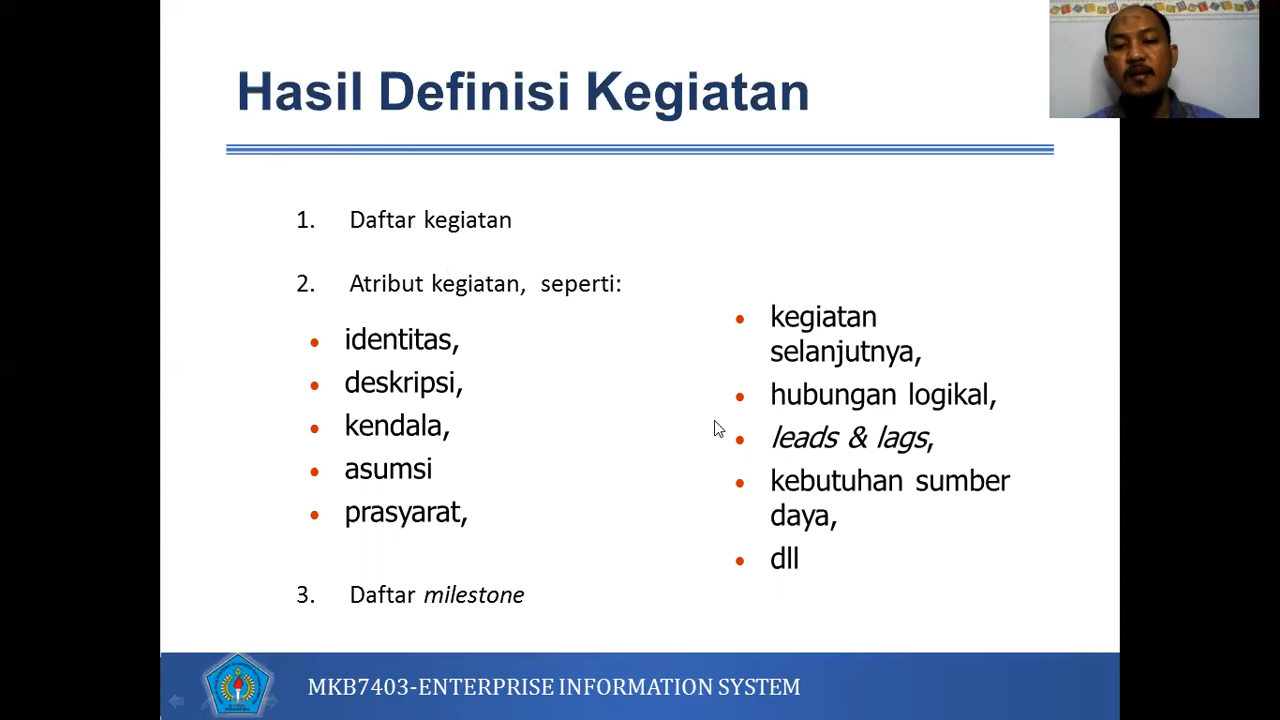 Hasil Definisi Kegiatan
1. Daftar kegiatan
2. Atribut kegiatan, seperti:
• identitas,
• deskripsi,
• kendala,
• asumsi
• prasyarat,
• kegiatan
selanjutnya,
• hubungan logikal,
• leads & lags,
• kebutuhan sumber
daya,
• dll
3. Daftar milestone
MKB7403-ENTERPRISE INFORMATION SYSTEM